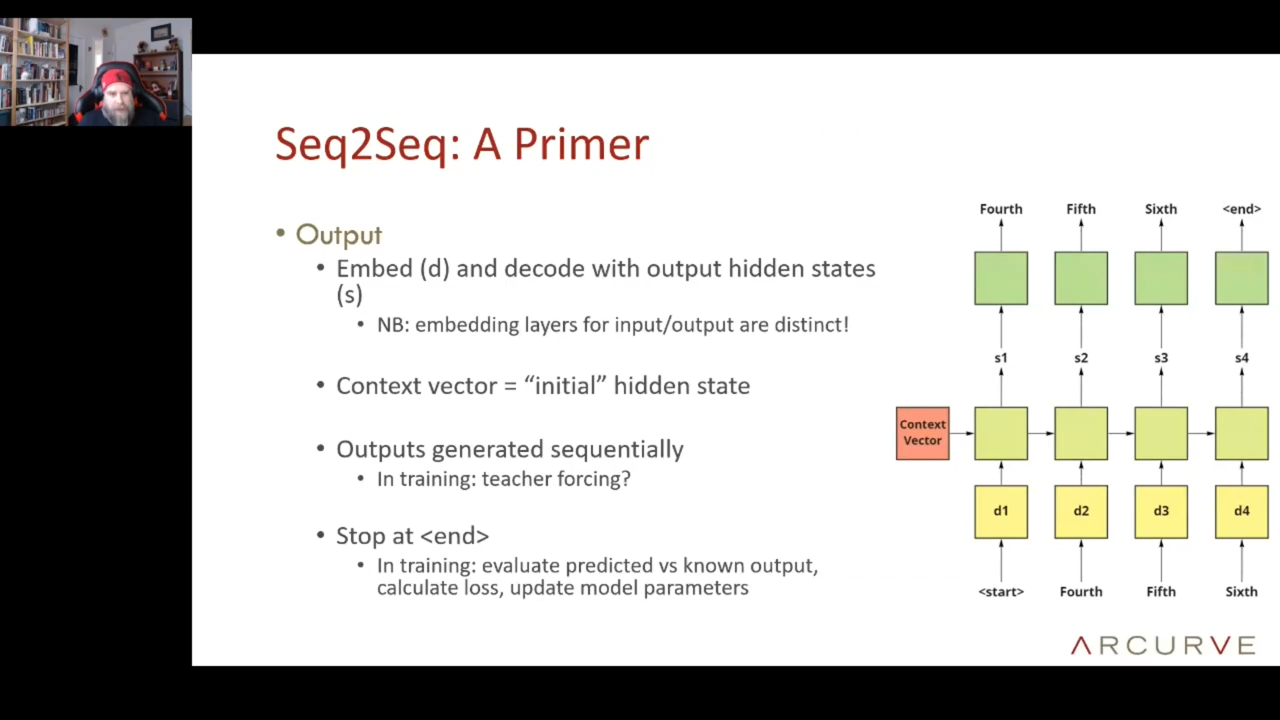 Seq2Seq: A Primer
• Output
• Embed (d) and decode with output hidden states
(s)
• NB: embedding layers for input/output are distinct!
• Context vector = “initial” hidden state
• Outputs generated sequentially
• In training: teacher forcing?
• Stop at <end>
• In training: evaluate predicted vs known output,
calculate loss, update model parameters
Fourth Fifth Sixth <end>
s1 s2 s3 s4
Context
Vector
d1 d2 d3 d4
<start> Fourth Fifth Sixth
ARCURVE